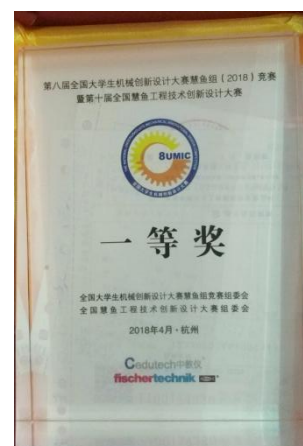 第八届全国大学生机械创新设计大赛慧鱼组（2018）竞赛
暨第十届全国慧鱼工程技术创新设计大赛
8UMIC
一等奖
全国大学生机械创新设计大赛慧鱼组竞赛组委会
全国慧鱼工程技术创新设计大赛组委会
2018年4月·杭州
Cedutech中教仪
fischertechnik